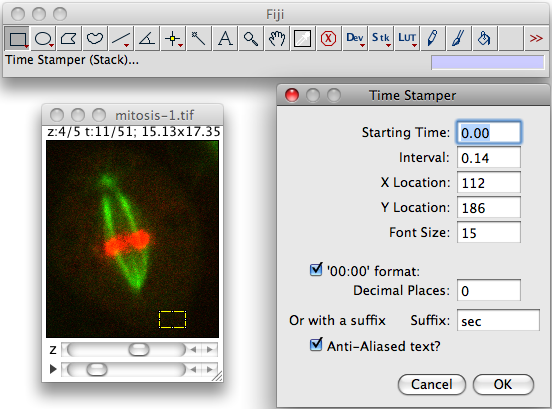 Fiji
Dev Stk LUT >>
Time Stamper (Stack)...
mitosis-1.tif
z:4/5 t:11/51; 15.13x17.35
z
Time Stamper
Starting Time: 0.00
Interval: 0.14
X Location: 112
Y Location: 186
Font Size: 15
'00:00' format:
Decimal Places: 0
Or with a suffix Suffix: sec
Anti-Aliased text?
Cancel OK